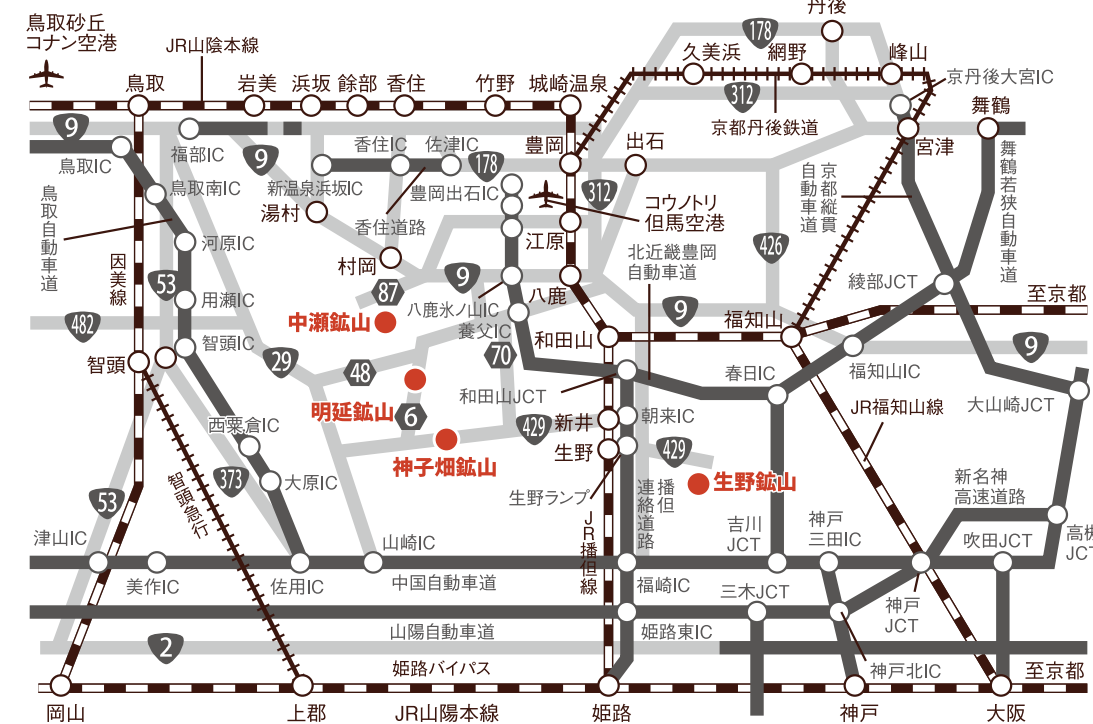 鳥取砂丘
コナン空港
JR山陰本線
丹後
178
久美浜
網野
峰山
京丹後大宮IC
鳥取
岩美
浜坂
餘部
香住
竹野
城崎温泉
312
舞鶴
9
京都丹後鉄道
鳥取IC
福部IC
9
香住IC
佐津IC
178
豊岡
出石
宮津
鳥取南IC
新温泉浜坂IC
豊岡出石IC
312
湯村
香住道路
コウノトリ
但馬空港
京都縦貫
自動車道
舞鶴若狭自動車道
鳥取自動車道
河原IC
江原
北近畿豊岡
自動車道
426
因美線
村岡
53
9
八鹿
綾部JCT
用瀬IC
87
八鹿氷ノ山IC
至京都
482
中瀬鉱山
養父IC
9
福知山
智頭IC
和田山
9
智頭
29
48
70
春日IC
福知山IC
和田山JCT
大山崎JCT
明延鉱山
6
朝来IC
JR福知山線
西粟倉IC
429
新井
神子畑鉱山
生野
429
373
大原IC
生野鉱山
智頭急行
新名神
高速道路
53
生野ランプ
播但
連絡道路
JR播但線
津山IC
山崎IC
吉川
JCT
神戸
三田IC
吹田JCT
美作IC
佐用IC
中国自動車道
福崎IC
三木JCT
神戸
JCT
山陽自動車道
姫路東IC
2
姫路バイパス
神戸北IC
至京都
岡山
上郡
JR山陽本線
姫路
神戸
大阪